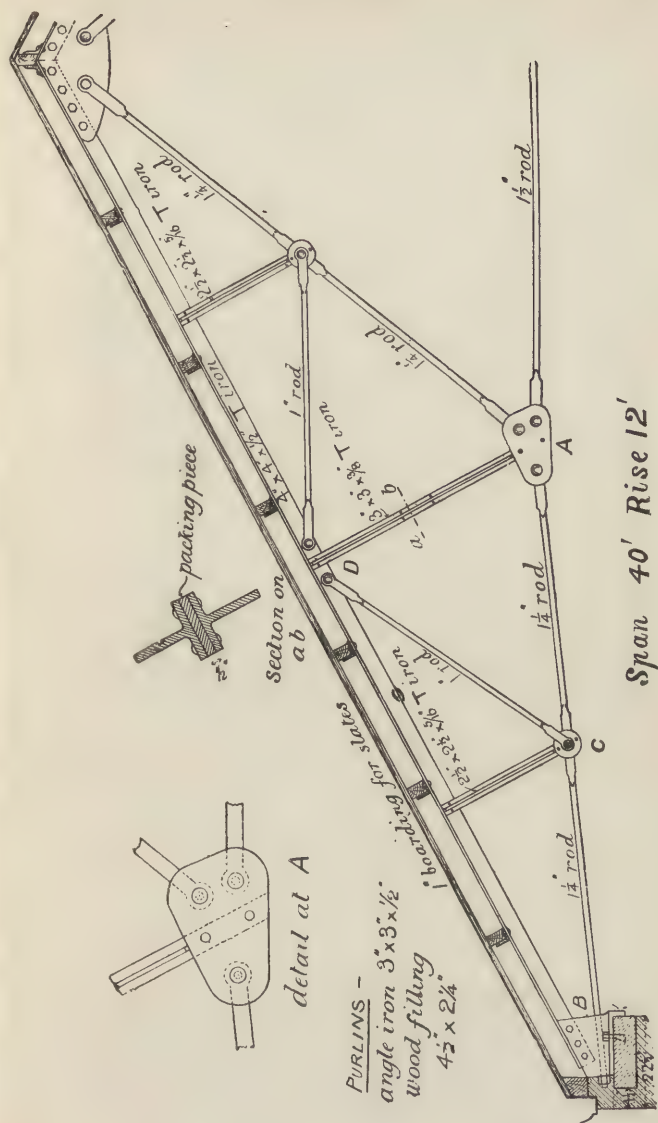 1¼" rod
2½" × 2½" × 5/16 T iron
1" rod
1¼" rod
1½" rod
4" × 4" × ½" T iron
3" × 3" × 3/8" T iron
a
b
A
D
packing piece
½"
section on
a b
1" boarding for slates
2½" × 2½" × 5/16 T iron
1" rod
1¼" rod
C
1¼" rod
B
detail at A
PURLINS -
angle iron 3" × 3" × ½"
wood filling
4½" × 2¼"
Span 40' Rise 12'